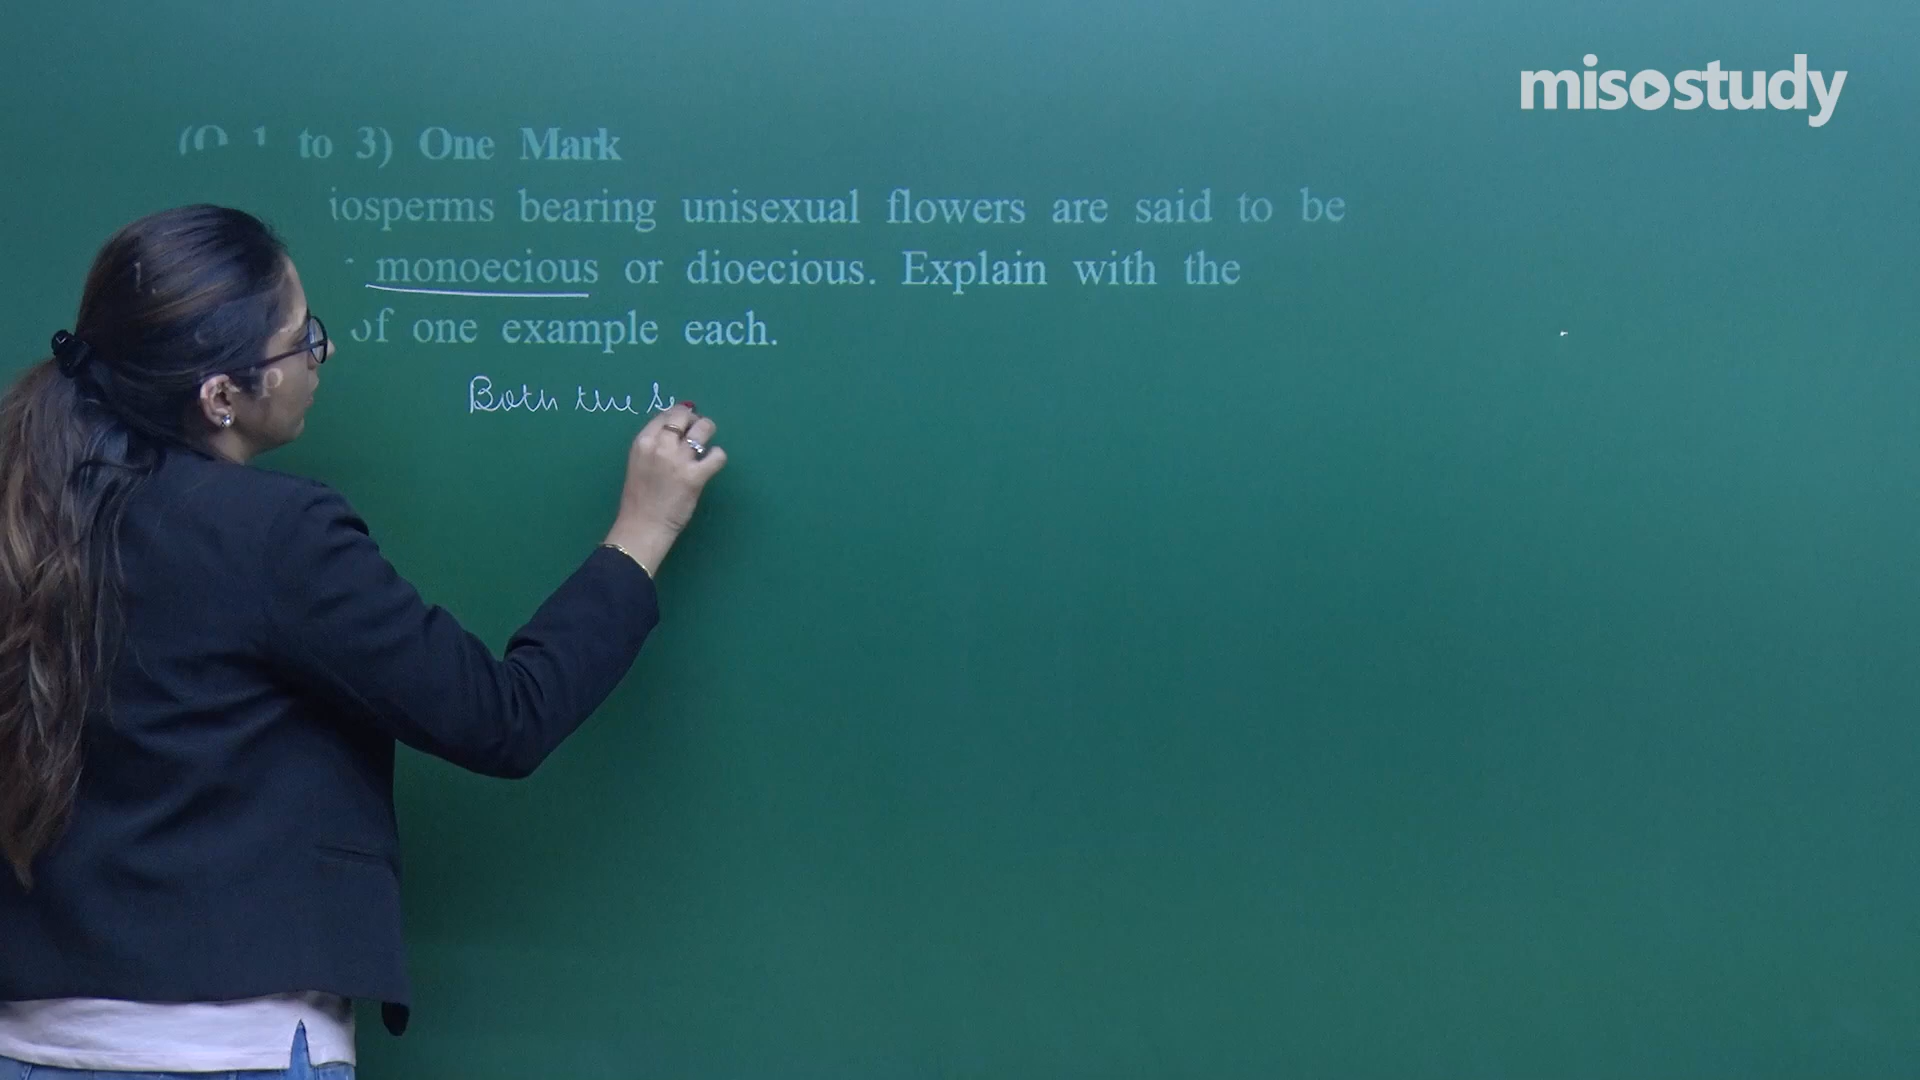 misostudy
to 3) One Mark
bearing unisexual flowers are said to be
monoecious or dioecious. Explain with the
of one example each.
Both the